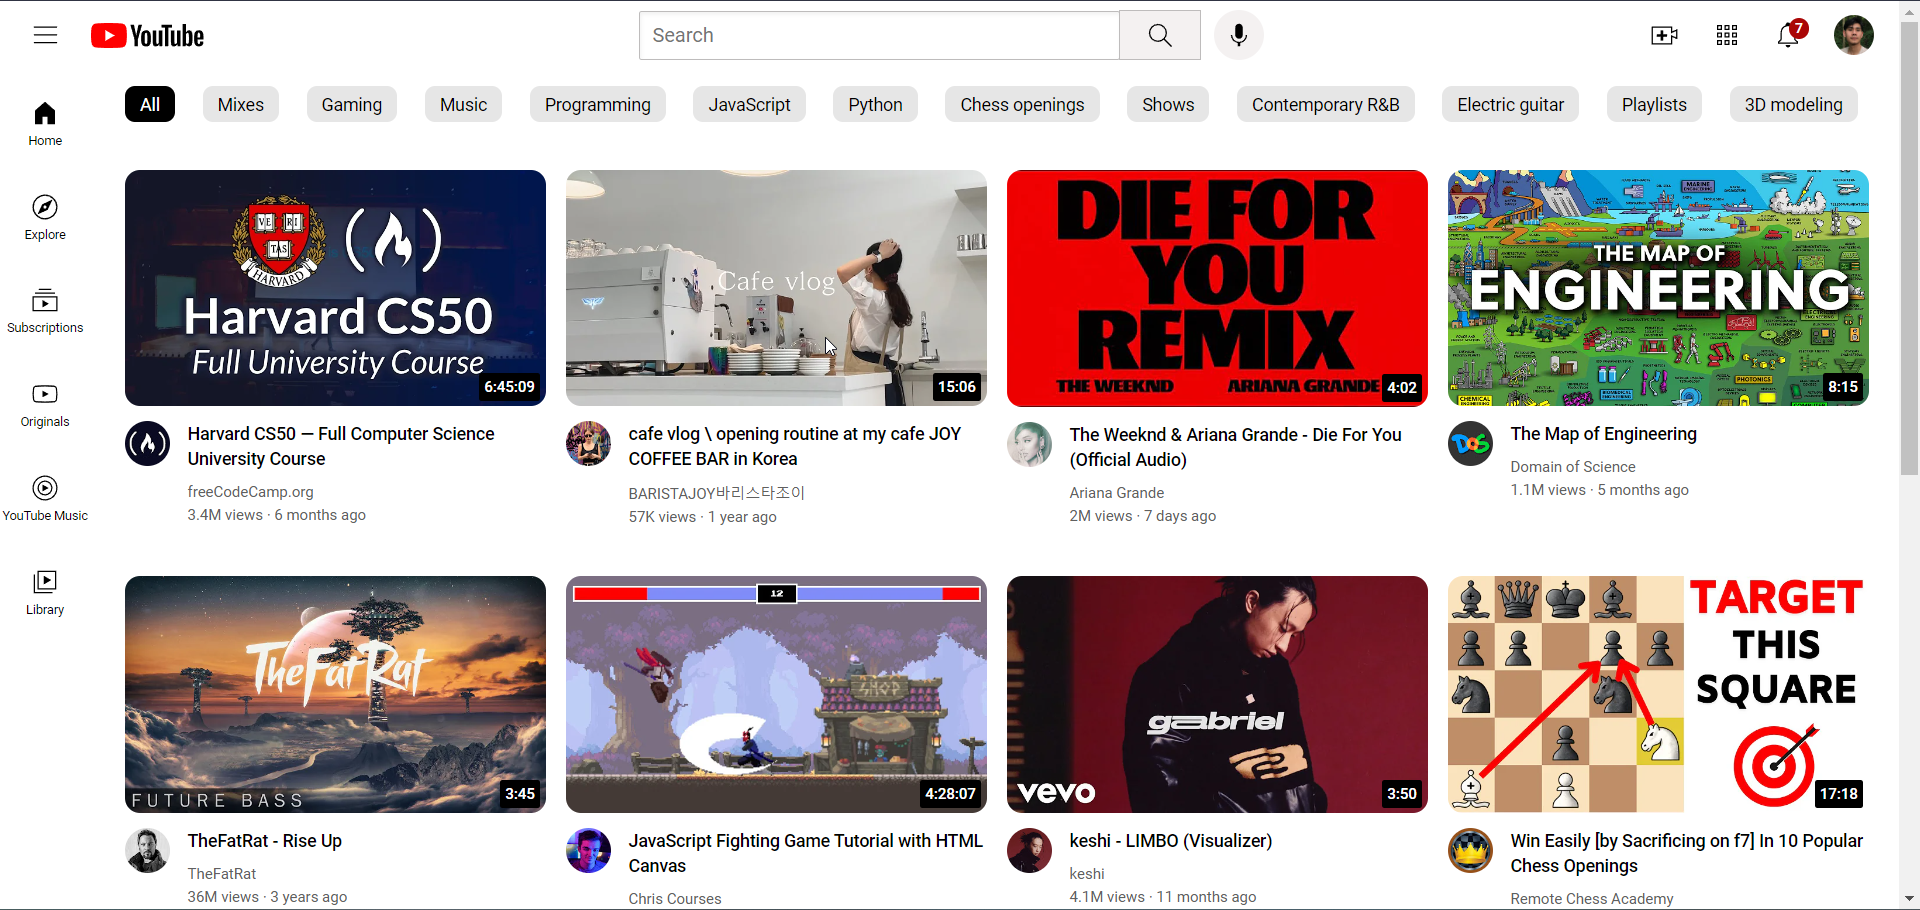 YouTube
Search
7
All
Mixes
Gaming
Music
Programming
JavaScript
Python
Chess openings
Shows
Contemporary R&B
Electric guitar
Playlists
3D modeling
Home
Explore
Subscriptions
Originals
YouTube Music
Library
VE RI
TAS
HARVARD
Harvard CS50
Full University Course
6:45:09
Harvard CS50 — Full Computer Science
University Course
freeCodeCamp.org
3.4M views · 6 months ago
Cafe vlog
15:06
cafe vlog \ opening routine at my cafe JOY
COFFEE BAR in Korea
BARISTAJOY바리스타조이
57K views · 1 year ago
DIE FOR
YOU
REMIX
THE WEEKND
ARIANA GRANDE
4:02
The Weeknd & Ariana Grande - Die For You
(Official Audio)
Ariana Grande
2M views · 7 days ago
MARINE
ENGINEERING
THE MAP OF
ENGINEERING
PHOTONICS
CHEMICAL
ENGINEERING
8:15
DOS
The Map of Engineering
Domain of Science
1.1M views · 5 months ago
TheFatRat
FUTURE BASS
3:45
TheFatRat - Rise Up
TheFatRat
36M views · 3 years ago
12
SHOP
4:28:07
JavaScript Fighting Game Tutorial with HTML
Canvas
Chris Courses
gabriel
vevo
3:50
keshi - LIMBO (Visualizer)
keshi
4.1M views · 11 months ago
TARGET
THIS
SQUARE
17:18
Win Easily [by Sacrificing on f7] In 10 Popular
Chess Openings
Remote Chess Academy